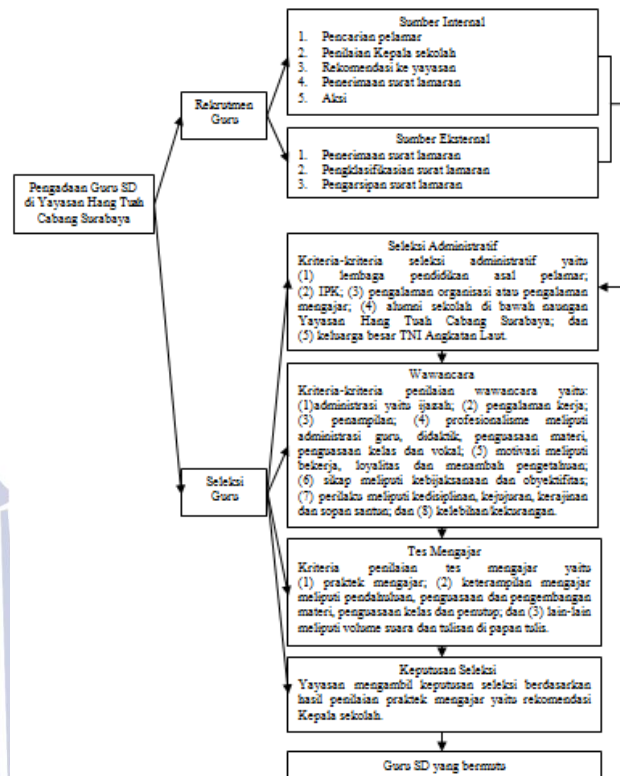 Sumber Internal
1. Pencarian pelamar
2. Penilaian Kepala sekolah
3. Rekomendasi ke yayasan
4. Penerimaan surat lamaran
5. Aksi
Rekrutmen
Guru
Sumber Eksternal
1. Penerimaan surat lamaran
2. Pengklasifikasian surat lamaran
3. Pengarsipan surat lamaran
Pengadaan Guru SD
di Yayasan Hang Tuah
Cabang Surabaya
Seleksi Administratif
Kriteria-kriteria seleksi administratif yaitu
(1) lembaga pendidikan asal pelamar;
(2) IPK; (3) pengalaman organisasi atau pengalaman
mengajar; (4) alumni sekolah di bawah naungan
Yayasan Hang Tuah Cabang Surabaya; dan
(5) keluarga besar TNI Angkatan Laut.
Wawancara
Kriteria-kriteria penilaian wawancara yaitu:
(1)administrasi yaitu ijazah; (2) pengalaman kerja;
(3) penampilan; (4) profesionalisme meliputi
administrasi guru, didaktik, penguasaan materi,
penguasaan kelas dan vokal; (5) motivasi meliputi
bekerja, loyalitas dan menambah pengetahuan;
(6) sikap meliputi kebijaksanaan dan obyektifitas;
(7) perilaku meliputi kedisiplinan, kejujuran, kerajinan
dan sopan santun; dan (8) kelebihan/kekurangan.
Seleksi
Guru
Tes Mengajar
Kriteria penilaian tes mengajar yaitu
(1) praktek mengajar; (2) keterampilan mengajar
meliputi pendahuluan, penguasaan dan pengembangan
materi, penguasaan kelas dan penutup; dan (3) lain-lain
meliputi volume suara dan tulisan di papan tulis.
Keputusan Seleksi
Yayasan mengambil keputusan seleksi berdasarkan
hasil penilaian praktek mengajar yaitu rekomendasi
Kepala sekolah.
Guru SD yang bermutu